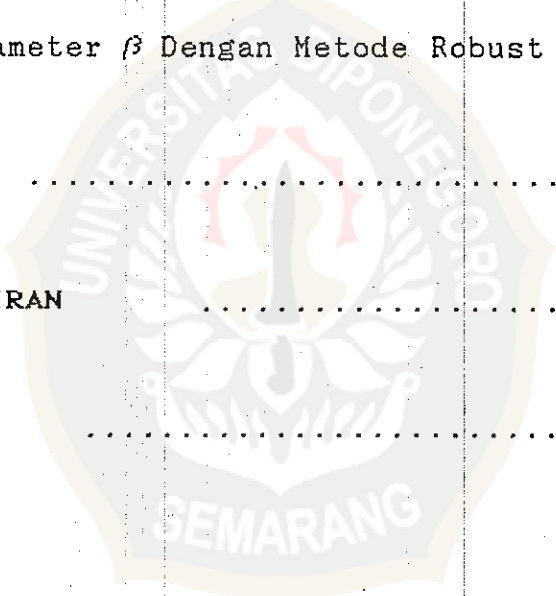 ameter β Dengan Metode Robust
....................................
RAN ........................
................................
UNIVERSITAS DIPONEGORO
SEMARANG